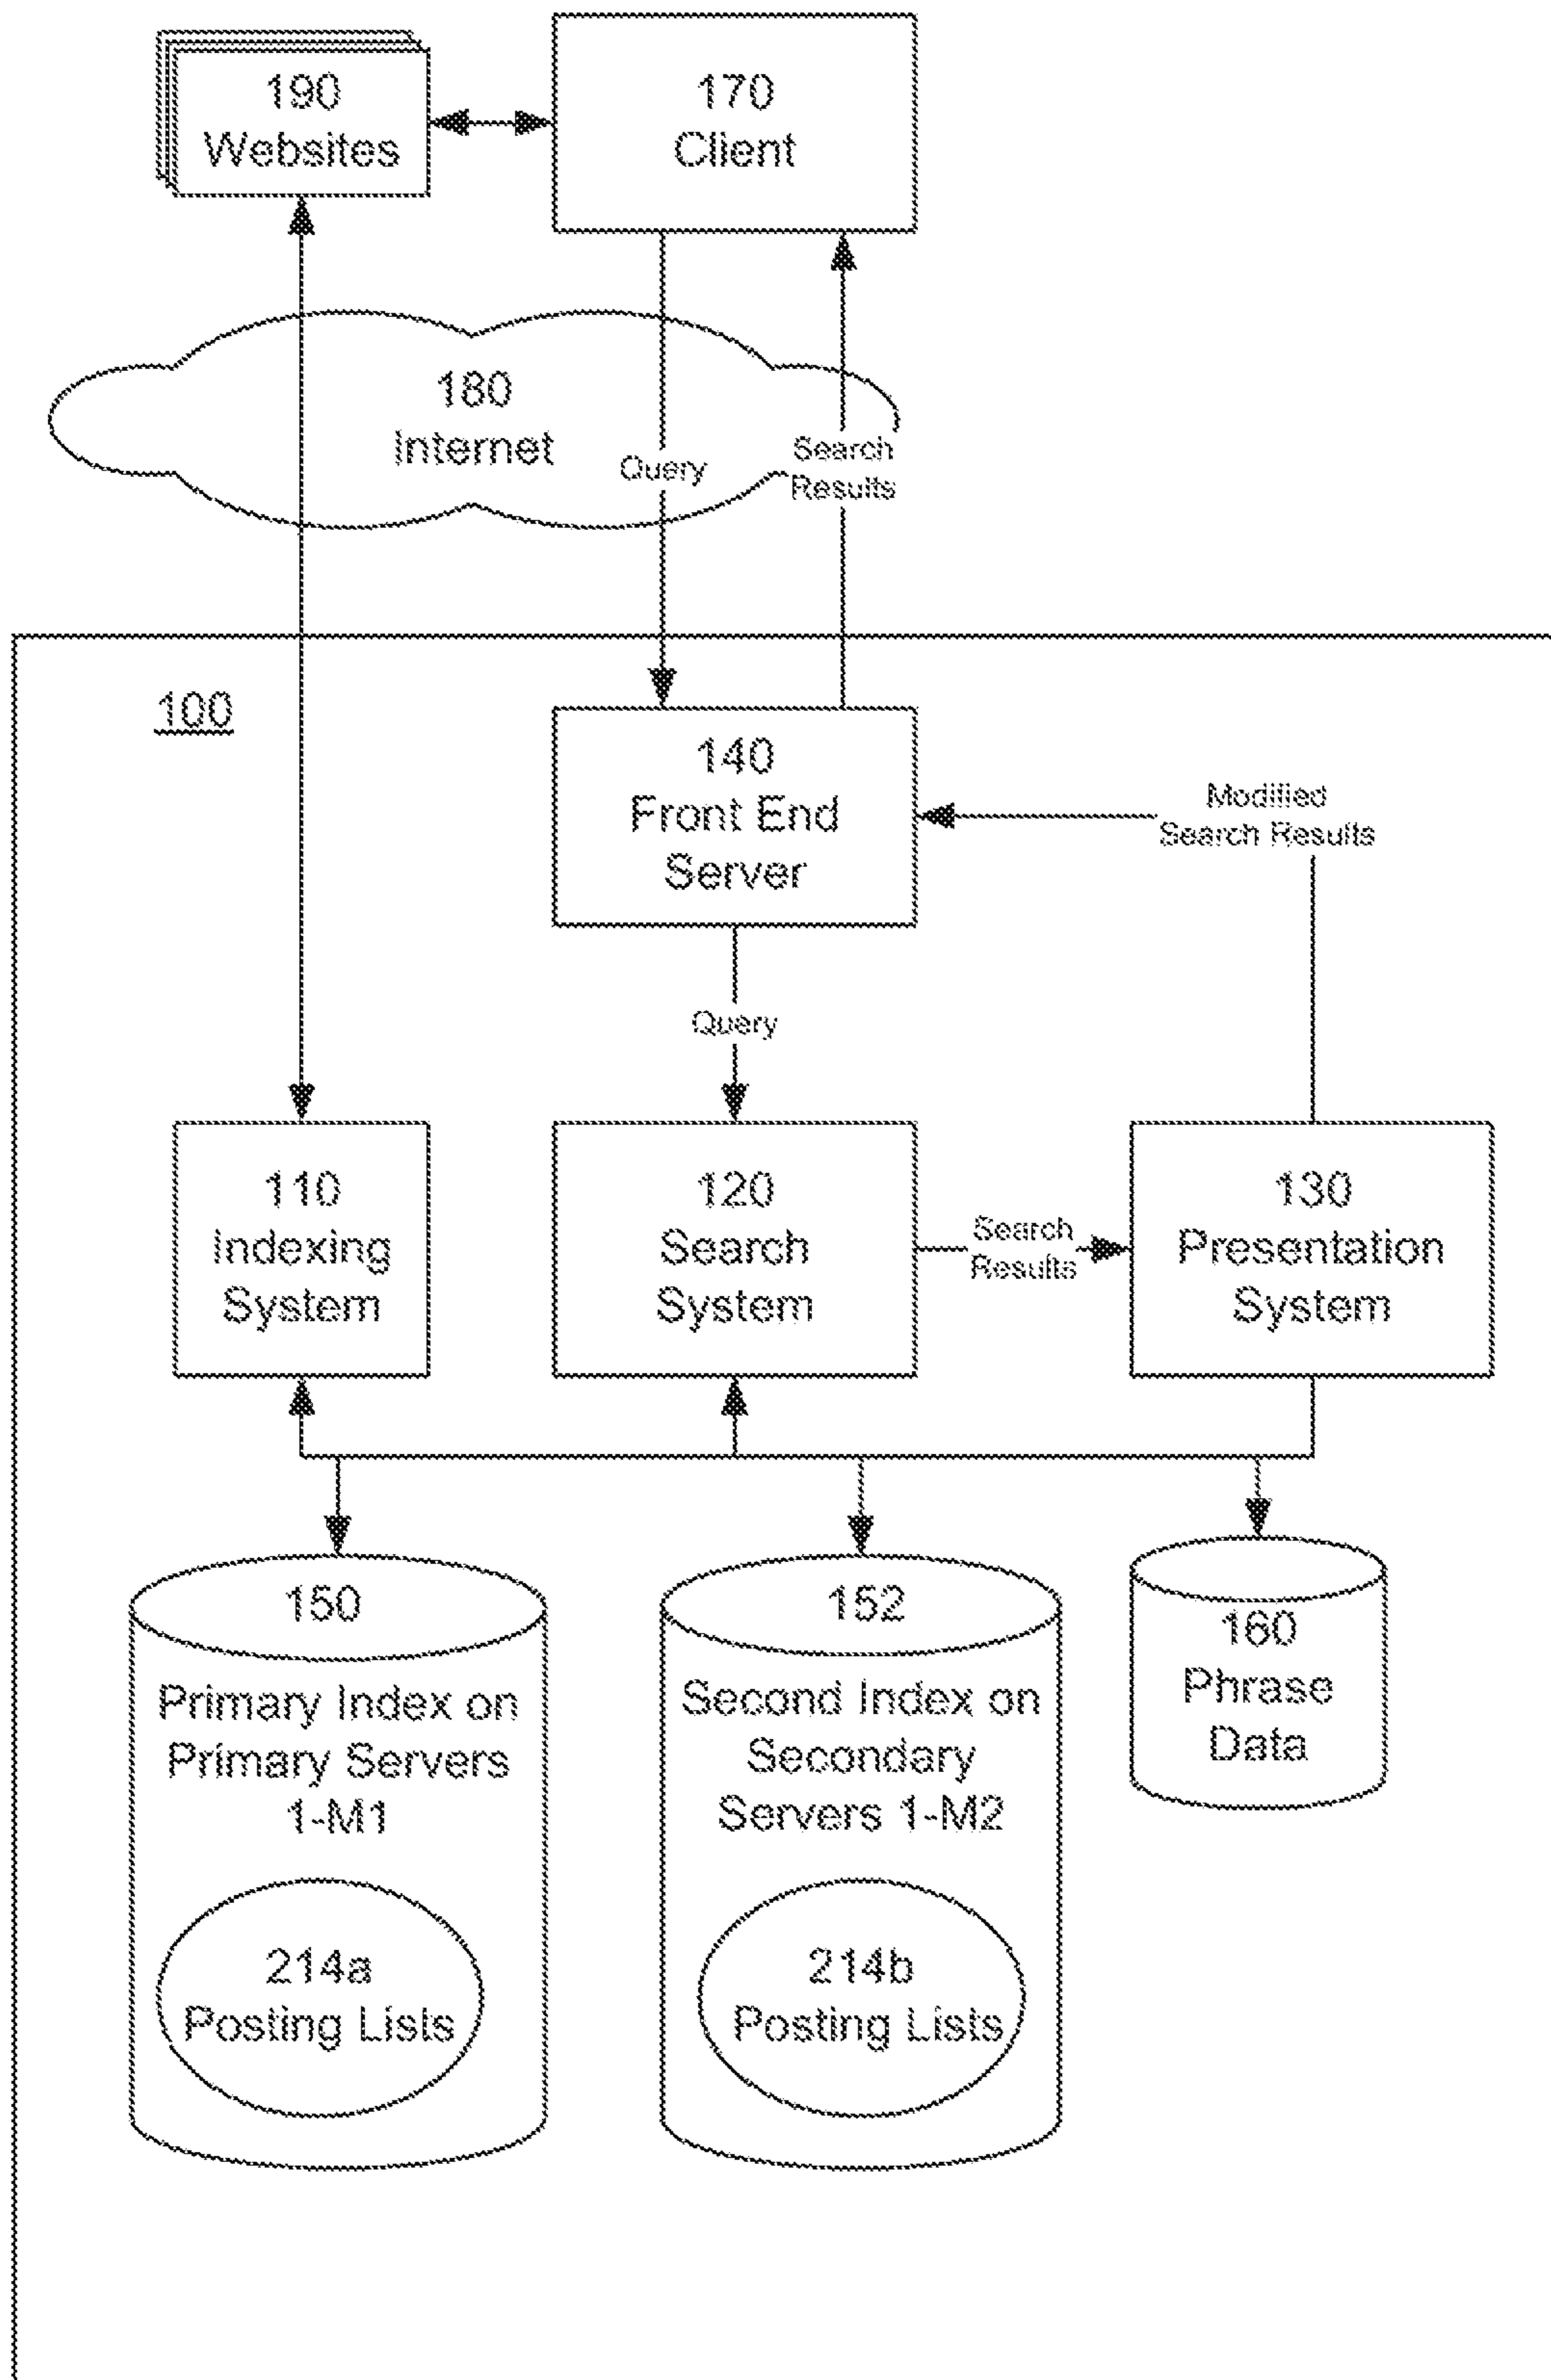 190
Websites
170
Client
180
Internet
Query
Search
Results
100
140
Front End
Server
Modified
Search Results
Query
110
Indexing
System
120
Search
System
Search
Results
130
Presentation
System
150
Primary Index on
Primary Servers
1-M1
214a
Posting Lists
152
Second Index on
Secondary
Servers 1-M2
214b
Posting Lists
160
Phrase
Data